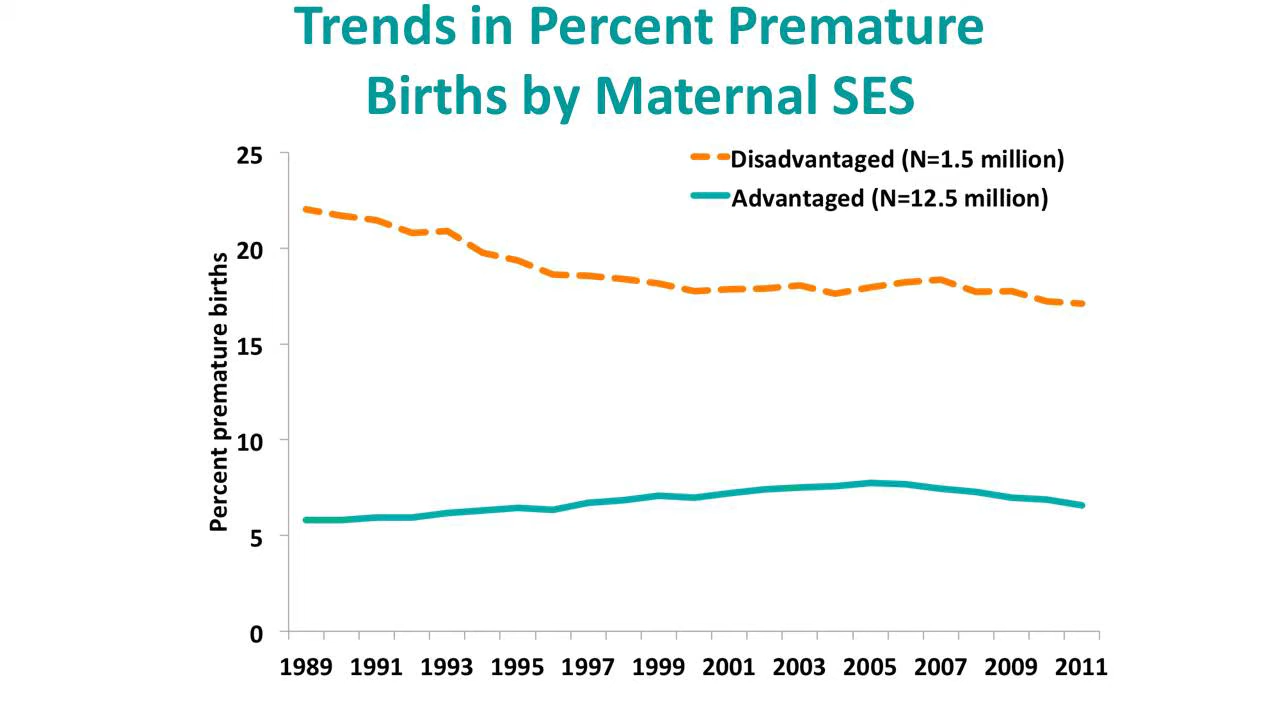 Trends in Percent Premature
Births by Maternal SES
Disadvantaged (N=1.5 million)
Advantaged (N=12.5 million)
Percent premature births
25
20
15
10
5
0
1989 1991 1993 1995 1997 1999 2001 2003 2005 2007 2009 2011